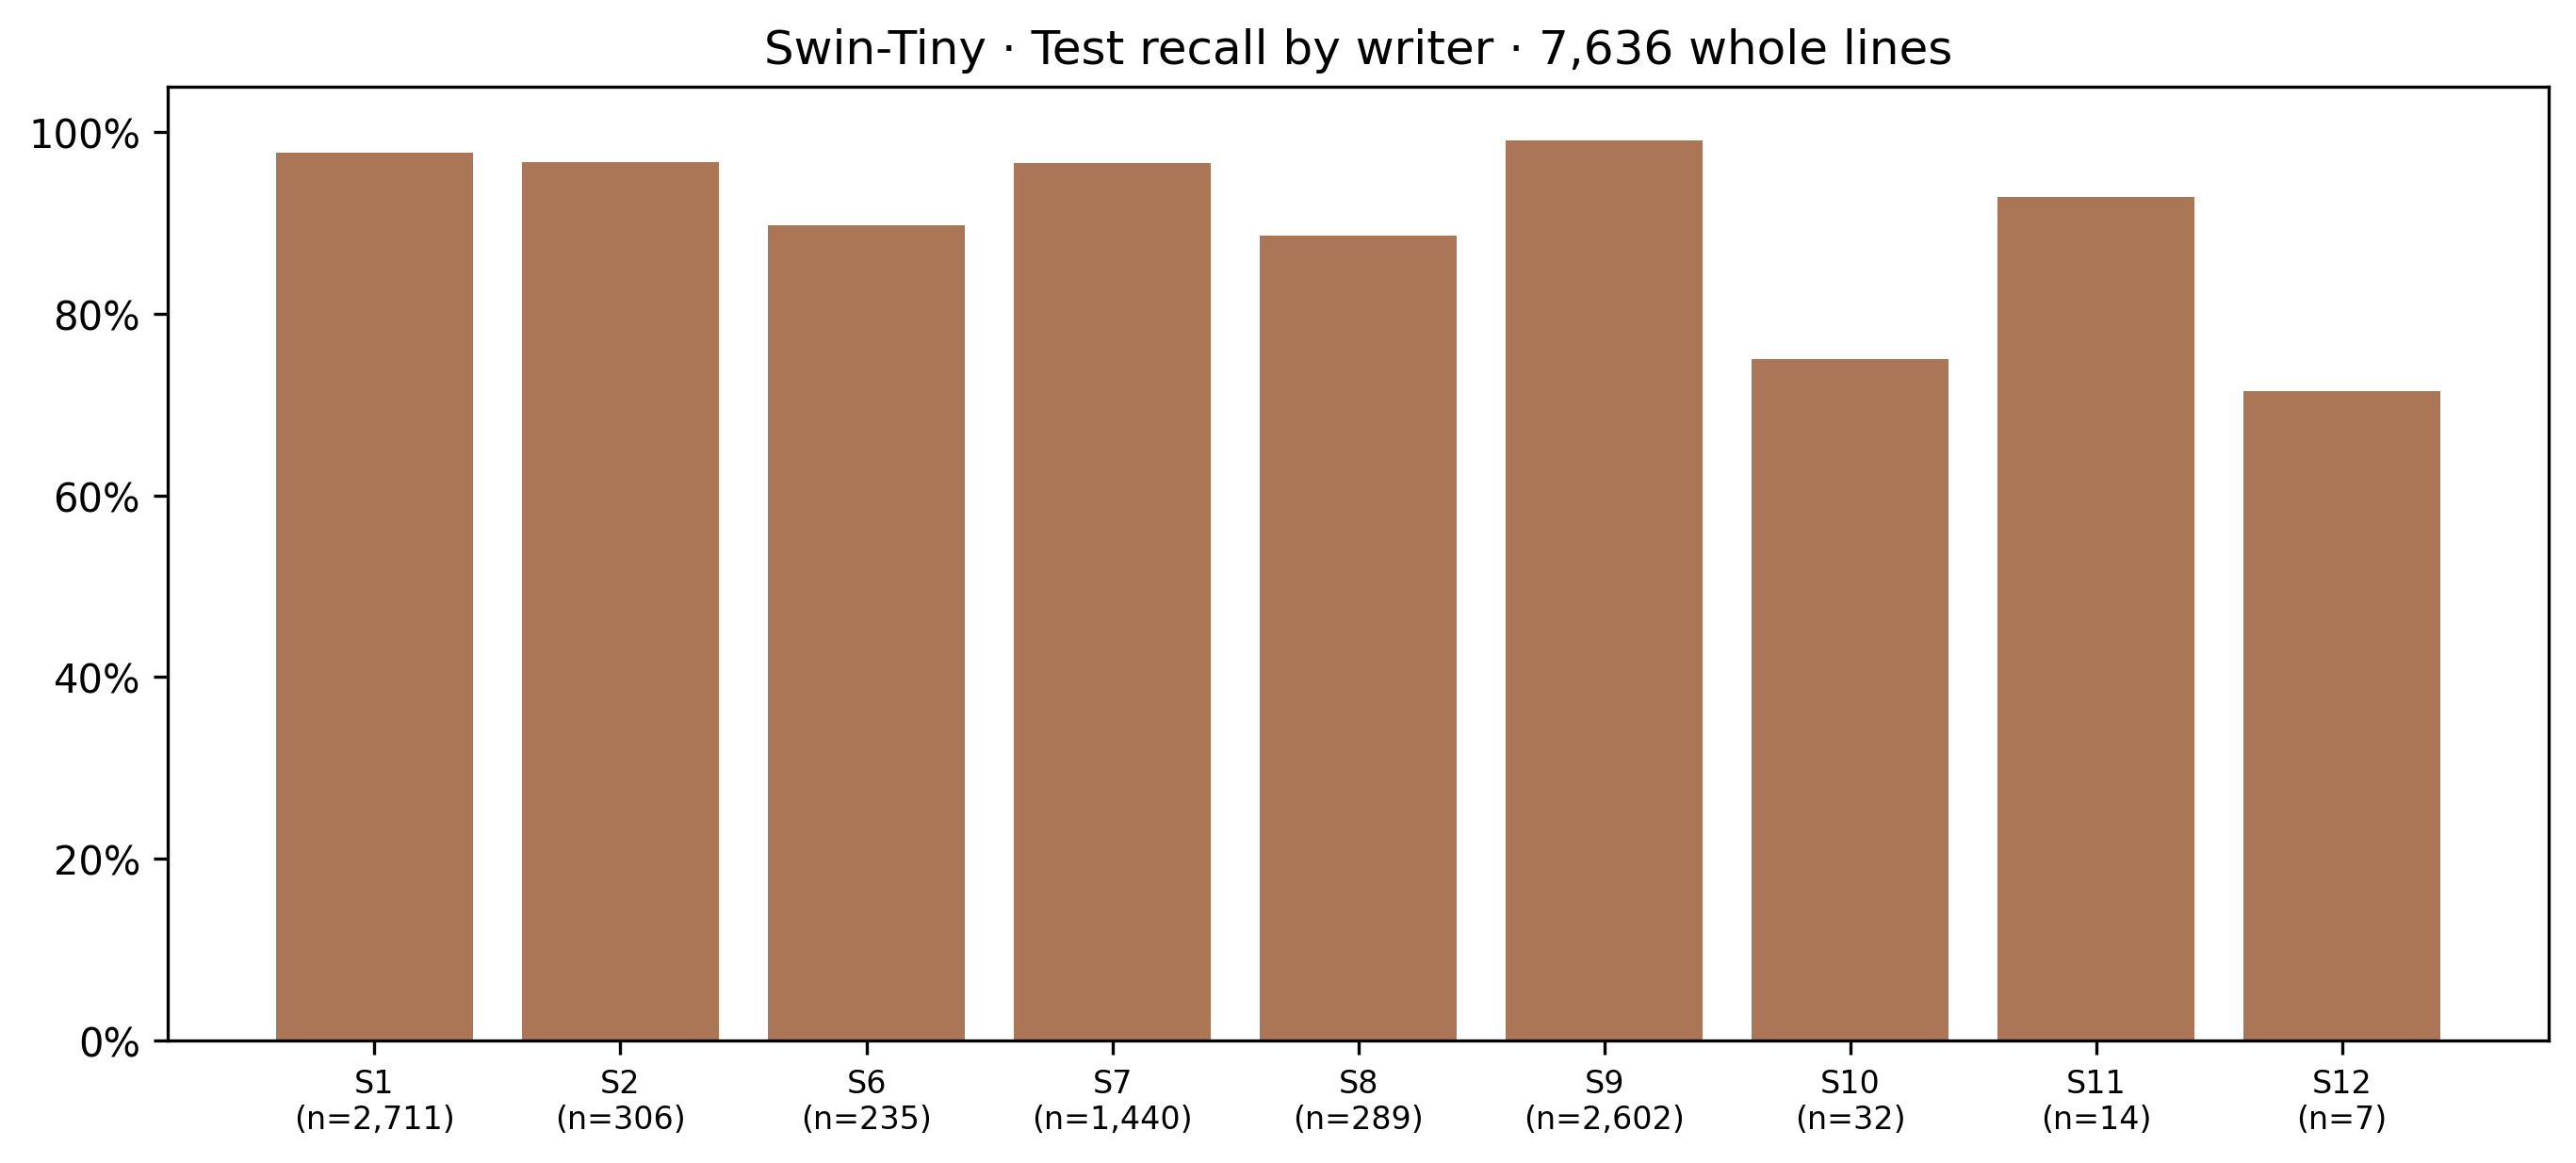 Swin-Tiny · Test recall by writer · 7,636 whole lines
100%
80%
60%
40%
20%
0%
S1
(n=2,711)
S2
(n=306)
S6
(n=235)
S7
(n=1,440)
S8
(n=289)
S9
(n=2,602)
S10
(n=32)
S11
(n=14)
S12
(n=7)